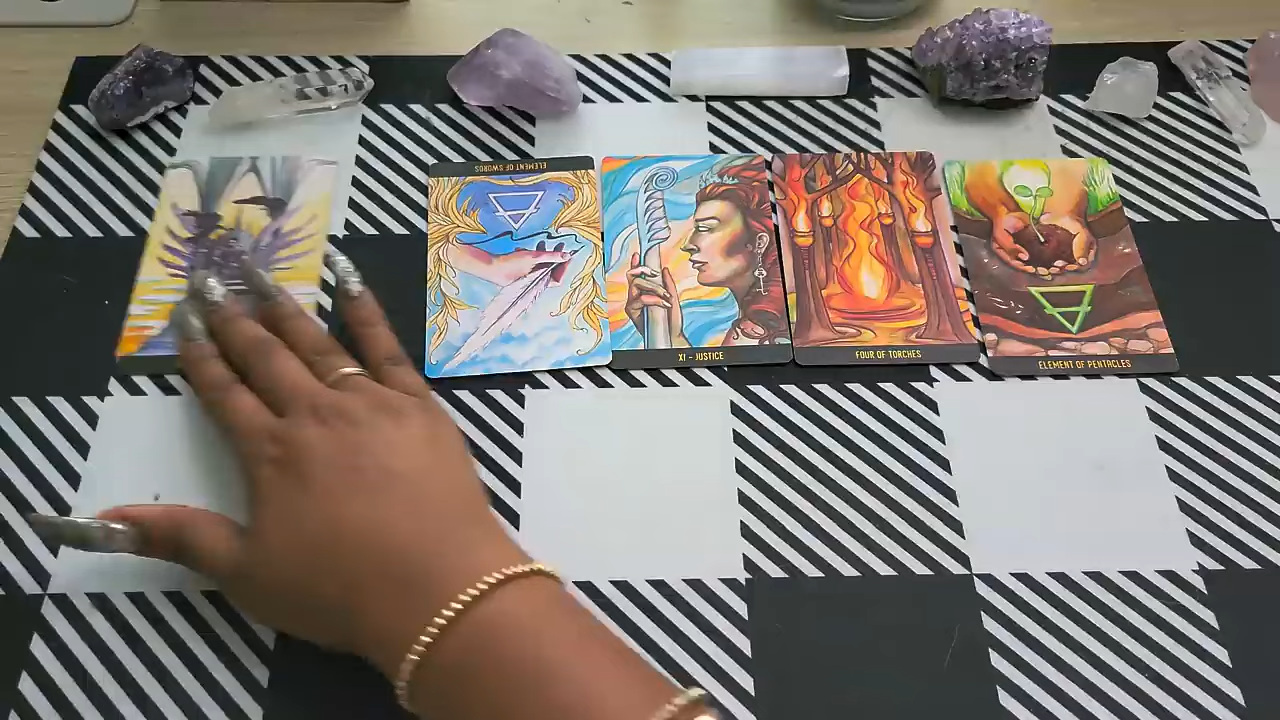 ELEMENT OF SWORDS
XI - JUSTICE
FOUR OF TORCHES
ELEMENT OF PENTACLES